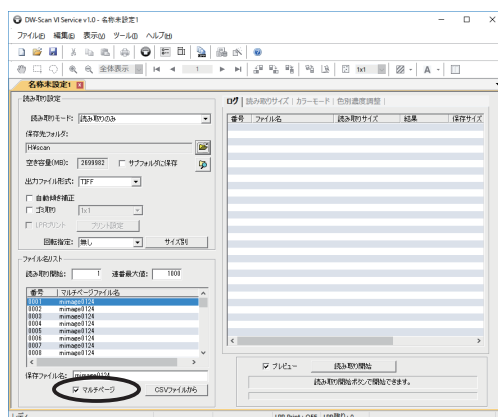 DW-Scan VI Service v1.0 - 名称未設定1
ファイル(F) 編集(E) 表示(V) ツール(T) ヘルプ(H)
全体表示 1 1x1 A
名称未設定1
読み取り設定
読み取りモード: 読み取りのみ
保存先フォルダ:
H¥scan
空き容量(MB): 2699982 サブフォルダに保存
出力ファイル形式: TIFF
自動傾き補正
ゴミ取り 1x1
LPRプリント プリント設定
回転指定: 無し サイズ別
ファイル名リスト
読み取り開始: 1 連番最大値: 1000
番号 マルチページファイル名
0001 mimage0124
0002 mimage0124
0003 mimage0124
0004 mimage0124
0005 mimage0124
0006 mimage0124
0007 mimage0124
0008 mimage0124
保存ファイル名: mimage0124
マルチページ CSVファイルから
ログ 読み取りサイズ カラーモード 色別濃度調整
番号 ファイル名 読み取りサイズ 結果 保存サイズ
プレビュー 読み取り開始
読み取り開始ボタンで開始できます。